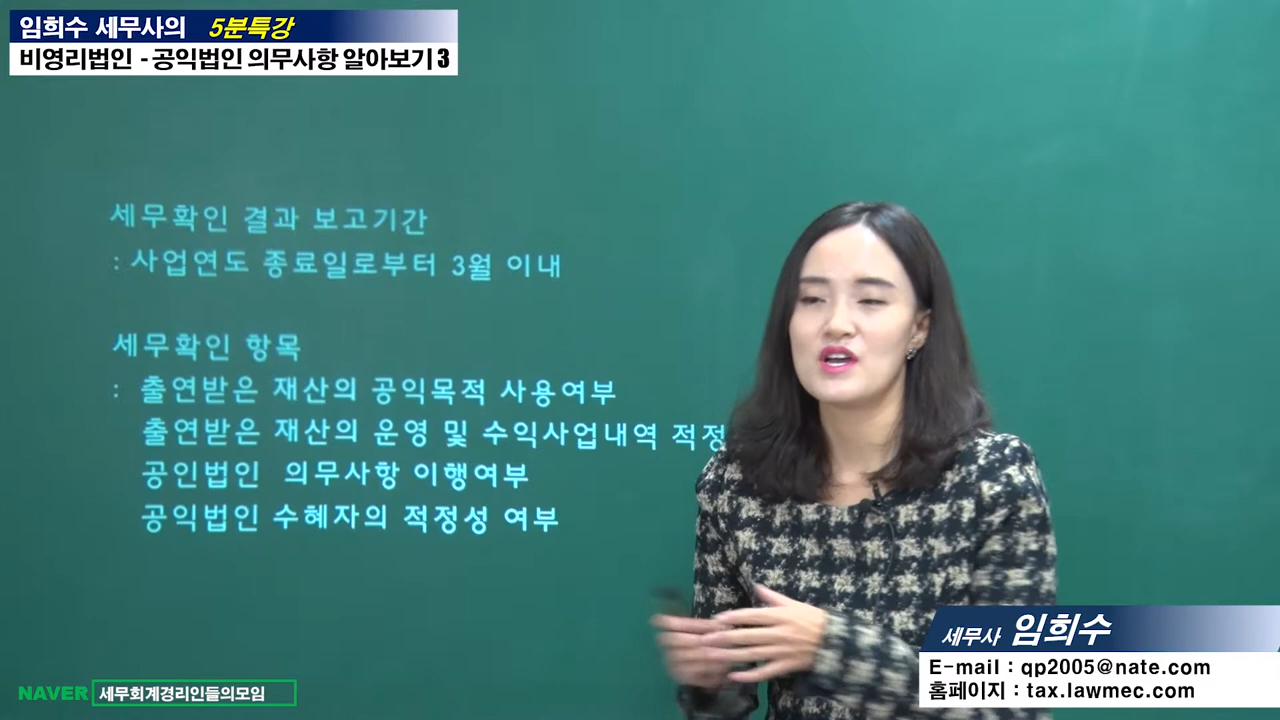 임희수 세무사의 5분특강
비영리법인 - 공익법인 의무사항 알아보기 3
세무확인 결과 보고기간
: 사업연도 종료일로부터 3월 이내
세무확인 항목
: 출연받은 재산의 공익목적 사용여부
출연받은 재산의 운영 및 수익사업내역 적정
공인법인 의무사항 이행여부
공익법인 수혜자의 적정성 여부
세무사 임희수
E-mail : qp2005@nate.com
홈페이지 : tax.lawmec.com
NAVER 세무회계경리인들의모임